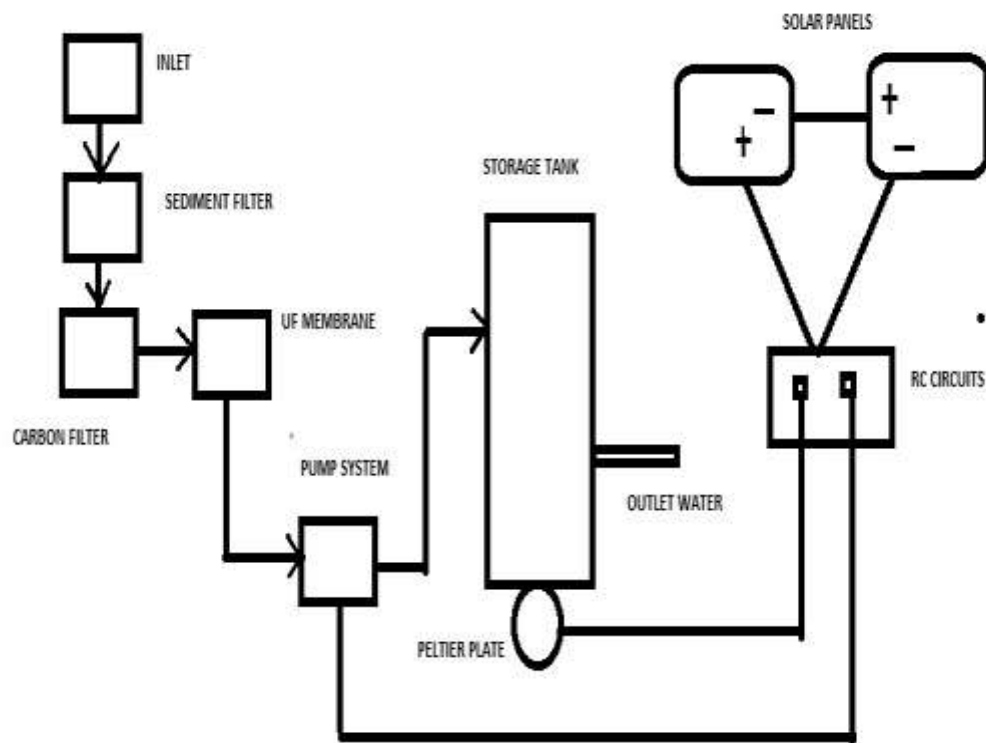 SOLAR PANELS
INLET
STORAGE TANK
SEDIMENT FILTER
UF MEMBRANE
RC CIRCUITS
CARBON FILTER
PUMP SYSTEM
OUTLET WATER
PELTIER PLATE